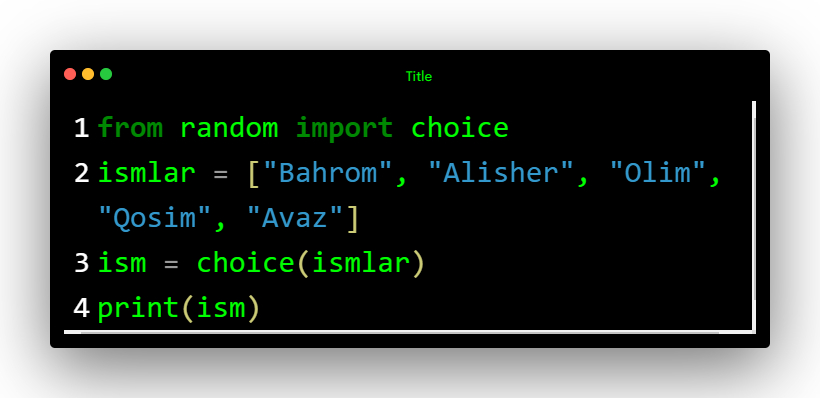 Title
1 from random import choice
2 ismlar = ["Bahrom", "Alisher", "Olim",
"Qosim", "Avaz"]
3 ism = choice(ismlar)
4 print(ism)